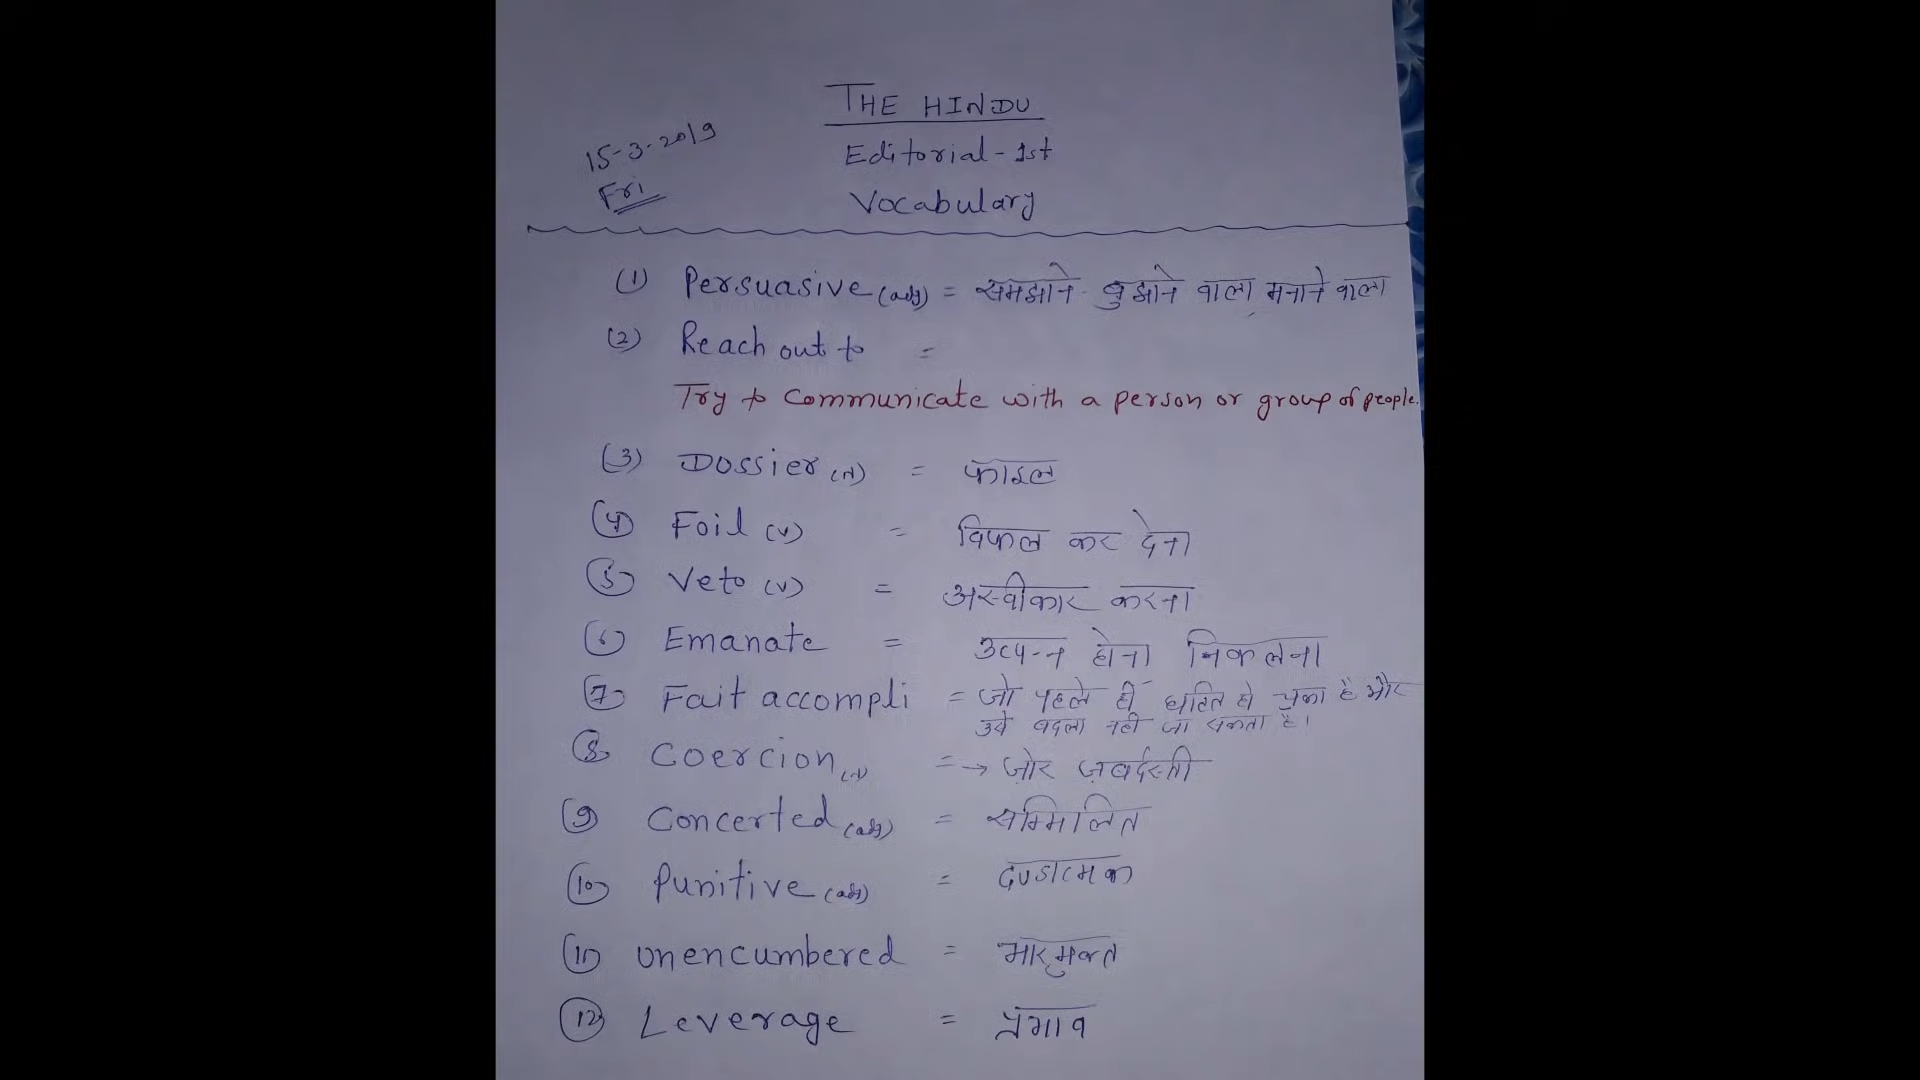 THE HINDU
15-3-2019
Editorial - 1st
Fri
Vocabulary
(1) Persuasive (adj) = समझाने - बुझाने वाला, मनाने वाला
(2) Reach out to =
Try to communicate with a person or group of people.
(3) Dossier (N) = फाइल
(4) Foil (v) = विफल कर देना
(5) Veto (v) = अस्वीकार करना
(6) Emanate = उत्पन्न होना निकलना
(7) Fait accompli = जो पहले ही घटित हो चुका है और
उसे बदला नही जा सकता है।
(8) Coercion (N) = → ज़ोर ज़बर्दस्ती
(9) Concerted (adj) = सम्मिलित
(10) Punitive (adj) = दण्डात्मक
(11) Unencumbered = भारमुक्त
(12) Leverage = प्रभाव